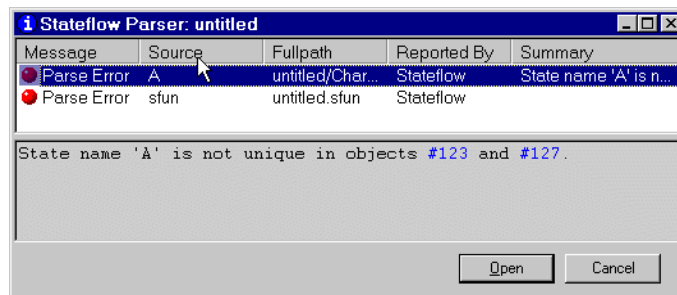 Stateflow Parser: untitled
Message Source Fullpath Reported By Summary
Parse Error A untitled/Char... Stateflow State name 'A' is n...
Parse Error sfun untitled.sfun Stateflow
State name 'A' is not unique in objects #123 and #127.
Open Cancel